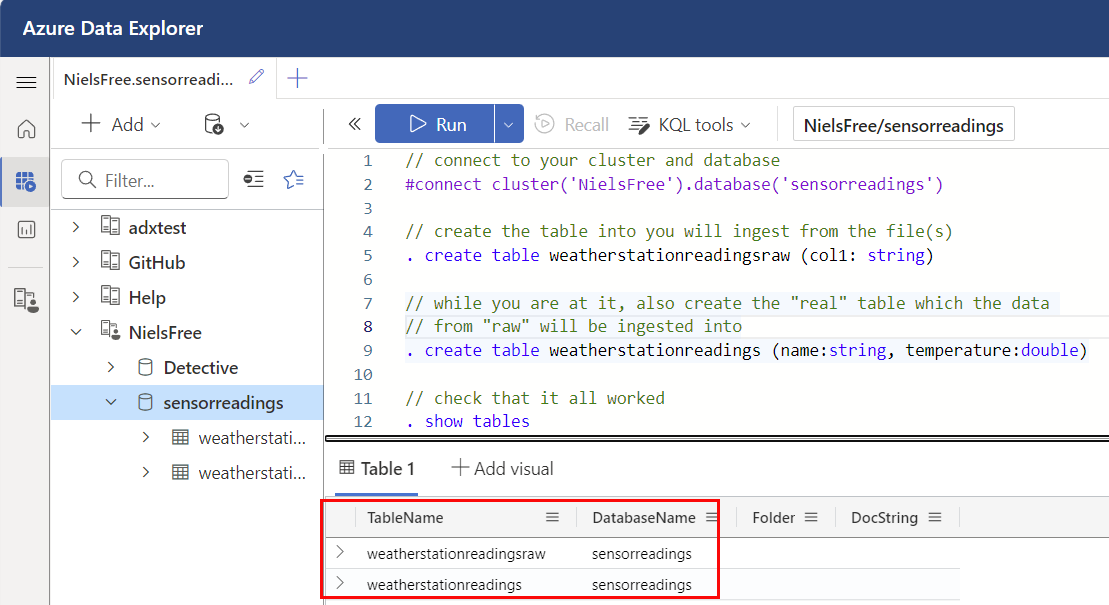 Azure Data Explorer
NielsFree.sensorreadi...
Add
Run
Recall
KQL tools
NielsFree/sensorreadings
Filter...
adxtest
GitHub
Help
NielsFree
Detective
sensorreadings
weatherstati...
weatherstati...
1 // connect to your cluster and database
2 #connect cluster('NielsFree').database('sensorreadings')
3
4 // create the table into you will ingest from the file(s)
5 . create table weatherstationreadingsraw (col1: string)
6
7 // while you are at it, also create the "real" table which the data
8 // from "raw" will be ingested into
9 . create table weatherstationreadings (name:string, temperature:double)
10
11 // check that it all worked
12 . show tables
Table 1 Add visual
TableName DatabaseName Folder DocString
weatherstationreadingsraw sensorreadings
weatherstationreadings sensorreadings